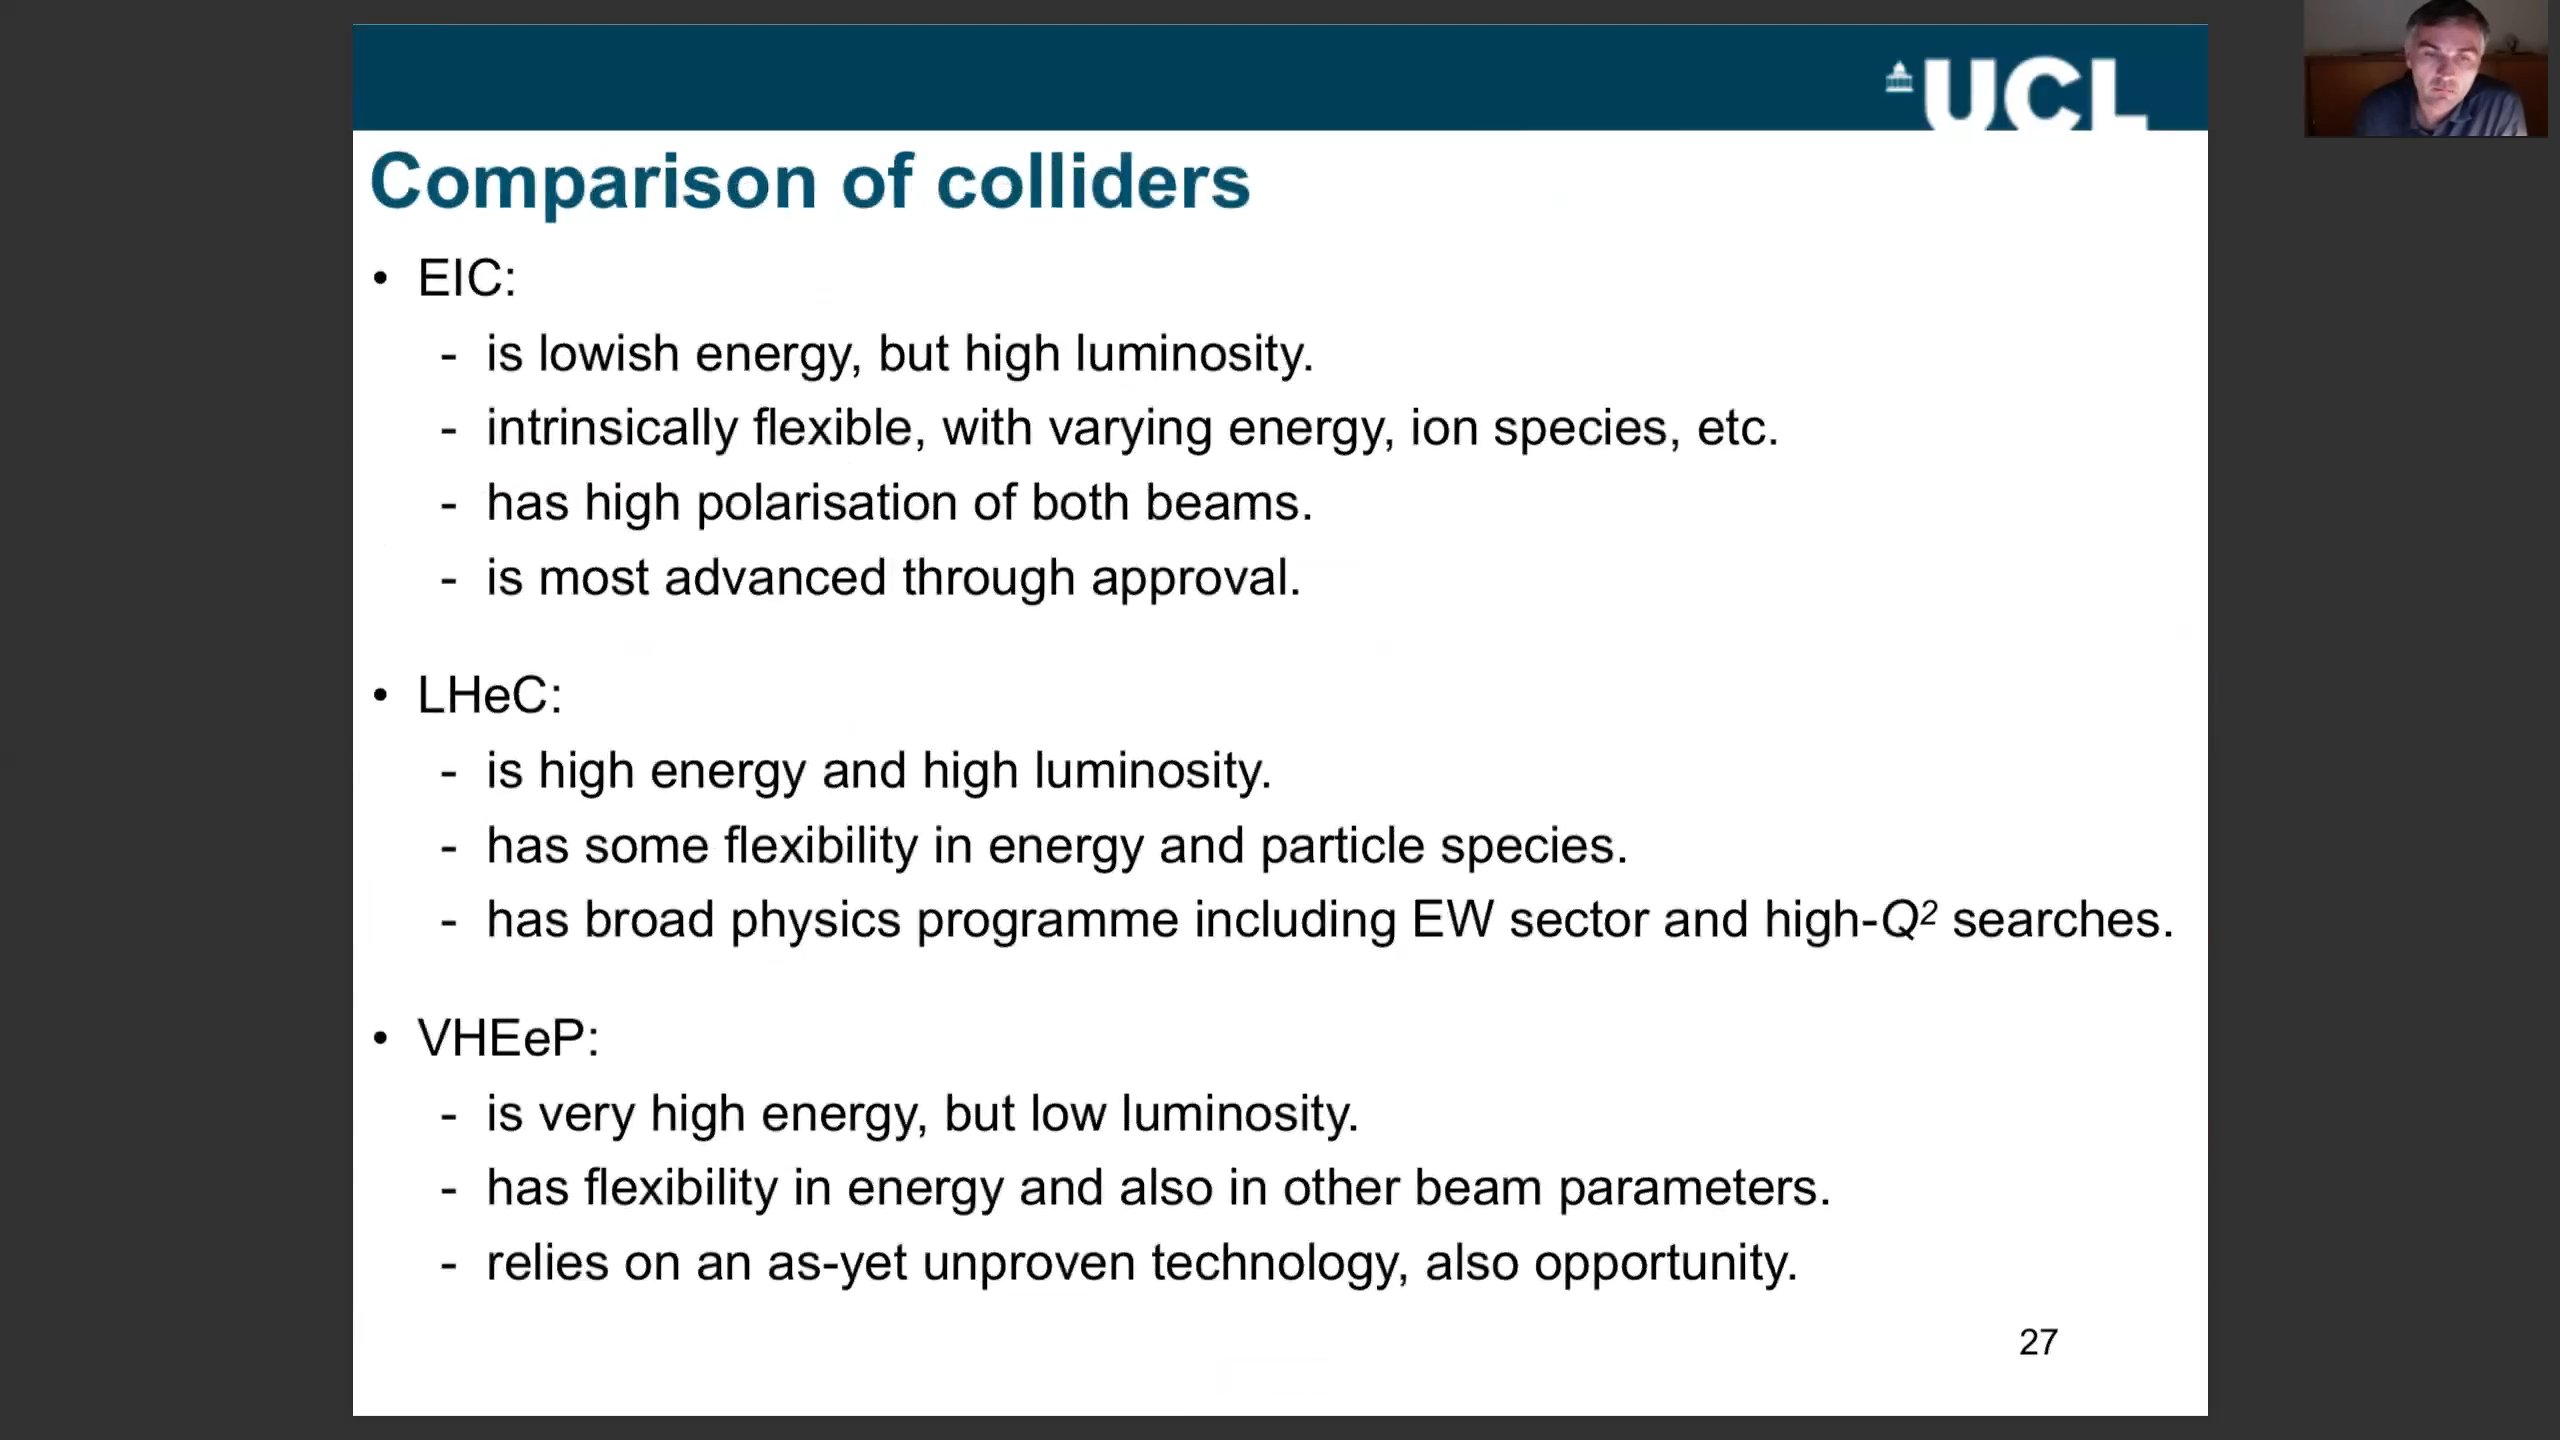 UCL
Comparison of colliders
• EIC:
- is lowish energy, but high luminosity.
- intrinsically flexible, with varying energy, ion species, etc.
- has high polarisation of both beams.
- is most advanced through approval.
• LHeC:
- is high energy and high luminosity.
- has some flexibility in energy and particle species.
- has broad physics programme including EW sector and high-Q² searches.
• VHEeP:
- is very high energy, but low luminosity.
- has flexibility in energy and also in other beam parameters.
- relies on an as-yet unproven technology, also opportunity.
27